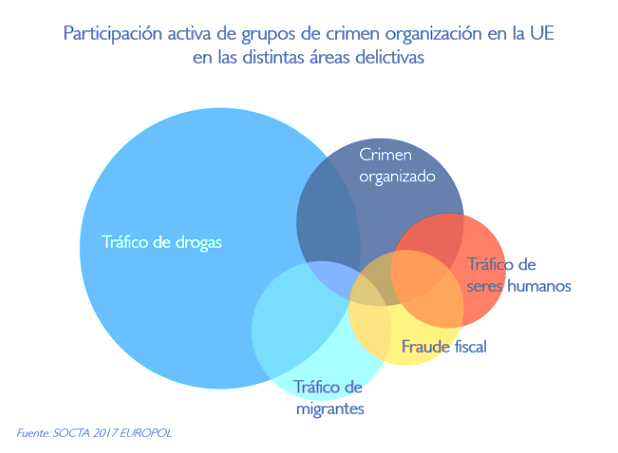 Participación activa de grupos de crimen organización en la UE
en las distintas áreas delictivas
Crimen
organizado
Tráfico de drogas
Tráfico de
seres humanos
Fraude fiscal
Tráfico de
migrantes
Fuente: SOCTA 2017 EUROPOL